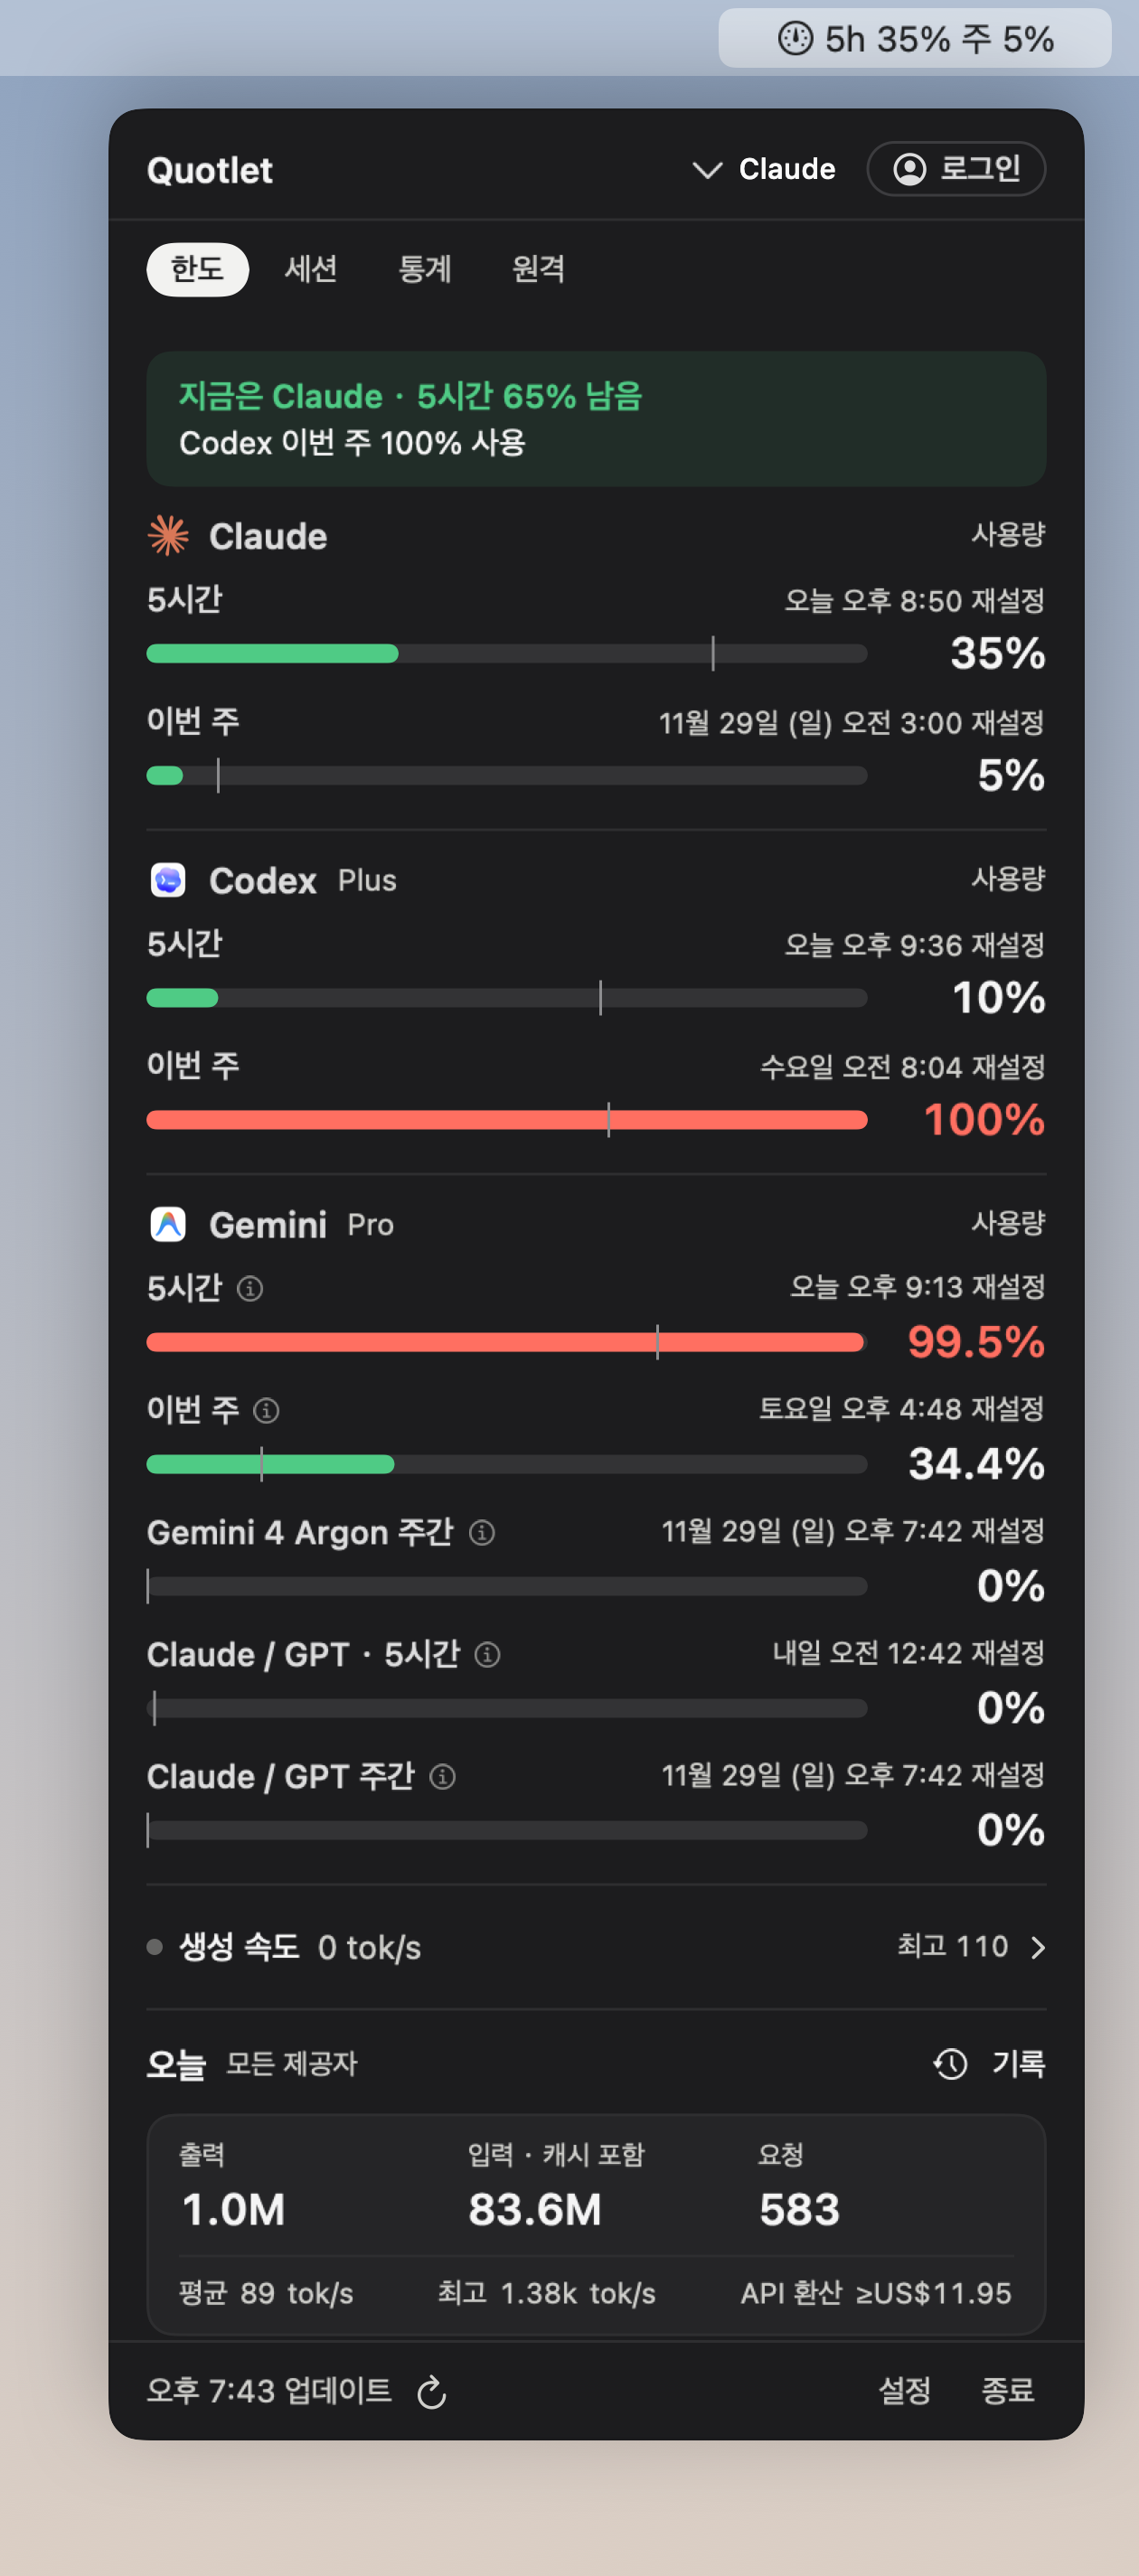 5h 35% 주 5%
Quotlet
Claude
로그인
한도 세션 통계 원격
지금은 Claude · 5시간 65% 남음
Codex 이번 주 100% 사용
Claude 사용량
5시간 오늘 오후 8:50 재설정
35%
이번 주 11월 29일 (일) 오전 3:00 재설정
5%
Codex Plus 사용량
5시간 오늘 오후 9:36 재설정
10%
이번 주 수요일 오전 8:04 재설정
100%
Gemini Pro 사용량
5시간 오늘 오후 9:13 재설정
99.5%
이번 주 토요일 오후 4:48 재설정
34.4%
Gemini 4 Argon 주간 11월 29일 (일) 오후 7:42 재설정
0%
Claude / GPT · 5시간 내일 오전 12:42 재설정
0%
Claude / GPT 주간 11월 29일 (일) 오후 7:42 재설정
0%
생성 속도 0 tok/s 최고 110
오늘 모든 제공자 기록
출력 입력 · 캐시 포함 요청
1.0M 83.6M 583
평균 89 tok/s 최고 1.38k tok/s API 환산 ≥US$11.95
오후 7:43 업데이트 설정 종료